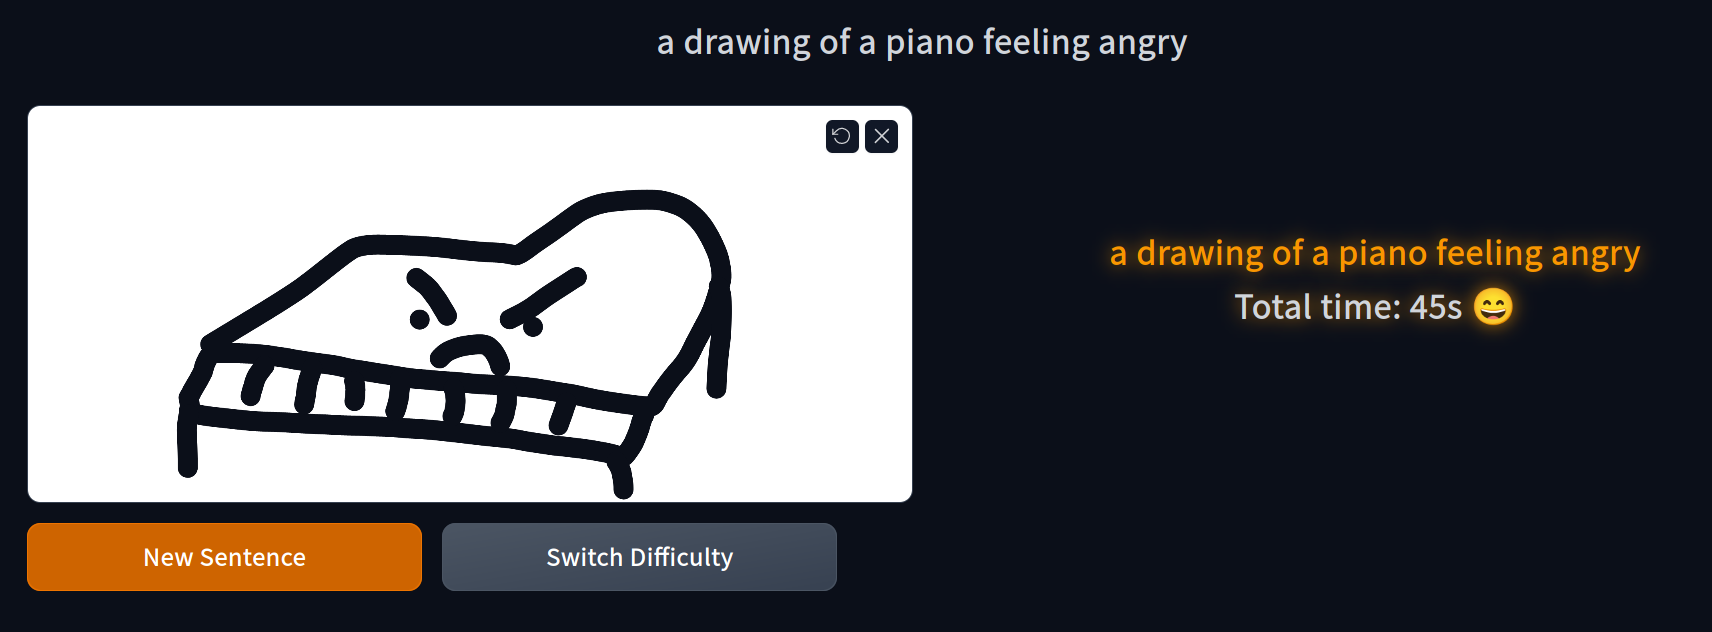 a drawing of a piano feeling angry
a drawing of a piano feeling angry
Total time: 45s 😄
New Sentence
Switch Difficulty